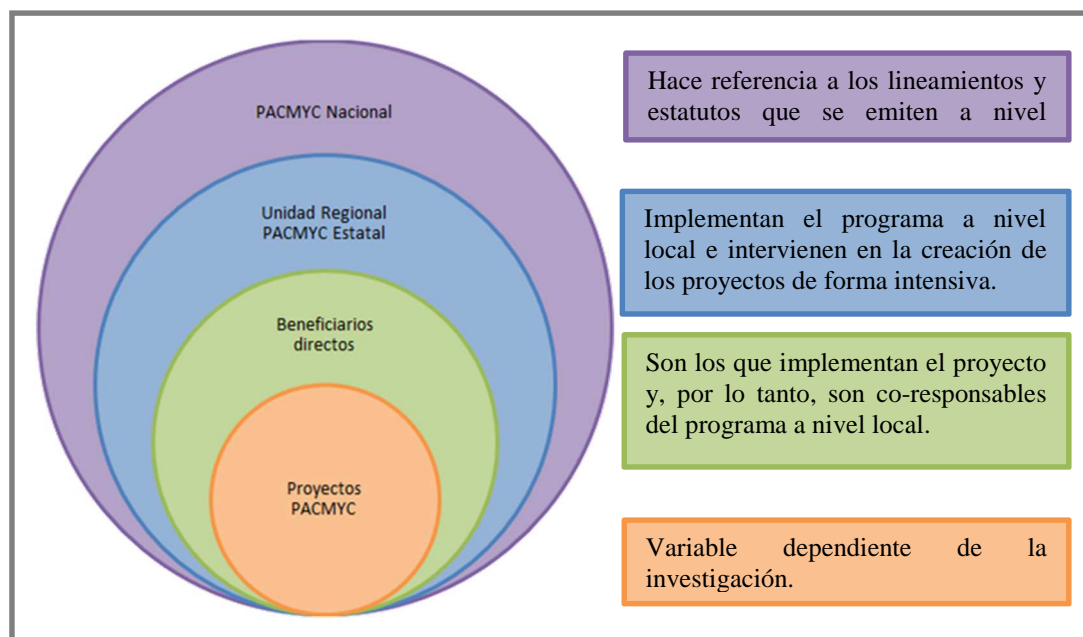 PACMYC Nacional
Unidad Regional
PACMYC Estatal
Beneficiarios
directos
Proyectos
PACMYC
Hace referencia a los lineamientos y
estatutos que se emiten a nivel
Implementan el programa a nivel
local e intervienen en la creación de
los proyectos de forma intensiva.
Son los que implementan el proyecto
y, por lo tanto, son co-responsables
del programa a nivel local.
Variable dependiente de la
investigación.